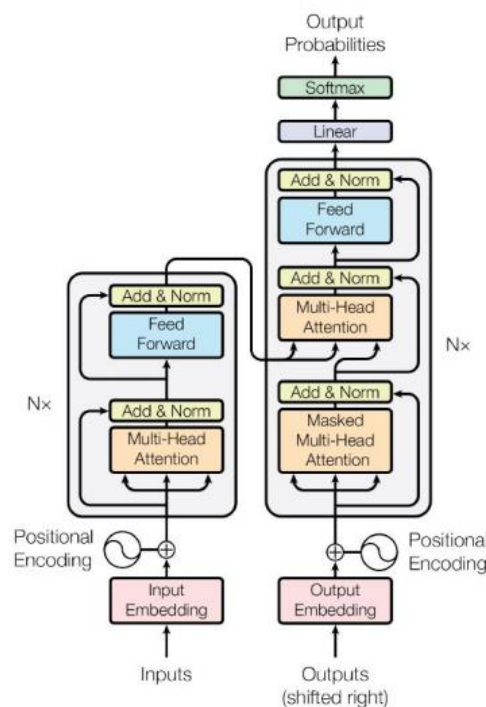 Output
Probabilities
Softmax
Linear
Add & Norm
Feed
Forward
Add & Norm
Multi-Head
Attention
Add & Norm
Masked
Multi-Head
Attention
Nx
Add & Norm
Feed
Forward
Add & Norm
Multi-Head
Attention
Nx
Positional
Encoding
Positional
Encoding
Input
Embedding
Output
Embedding
Inputs
Outputs
(shifted right)